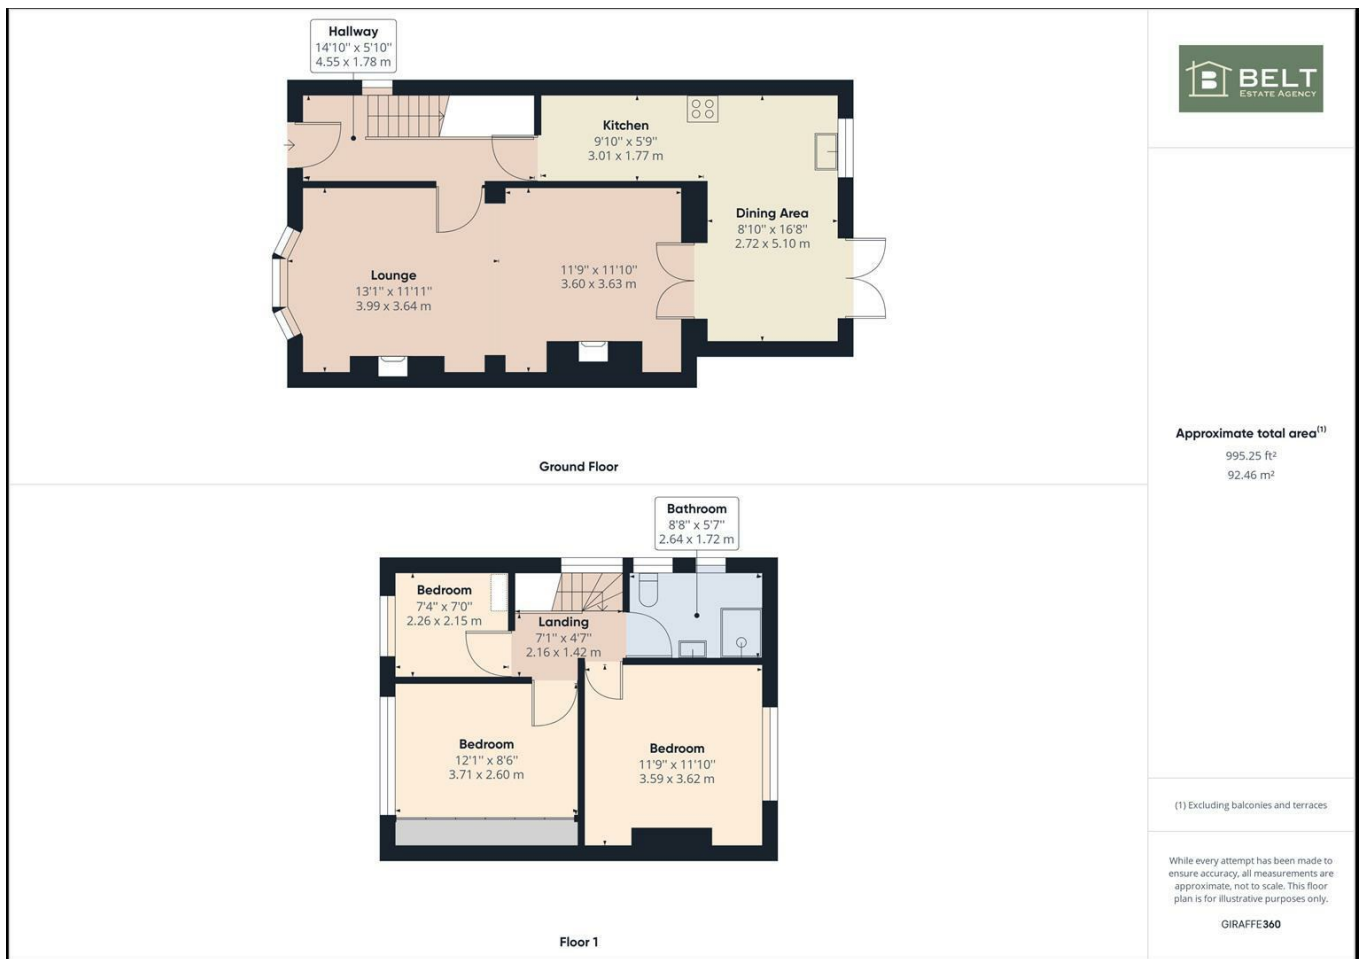 Hallway
14'10" x 5'10"
4.55 x 1.78 m
Kitchen
9'10" x 5'9"
3.01 x 1.77 m
Dining Area
8'10" x 16'8"
2.72 x 5.10 m
Lounge
13'1" x 11'11"
3.99 x 3.64 m
11'9" x 11'10"
3.60 x 3.63 m
Ground Floor
Bathroom
8'8" x 5'7"
2.64 x 1.72 m
Bedroom
7'4" x 7'0"
2.26 x 2.15 m
Landing
7'1" x 4'7"
2.16 x 1.42 m
Bedroom
12'1" x 8'6"
3.71 x 2.60 m
Bedroom
11'9" x 11'10"
3.59 x 3.62 m
Floor 1
B BELT
ESTATE AGENCY
Approximate total area(1)
995.25 ft²
92.46 m²
(1) Excluding balconies and terraces
While every attempt has been made to
ensure accuracy, all measurements are
approximate, not to scale. This floor
plan is for illustrative purposes only.
GIRAFFE360